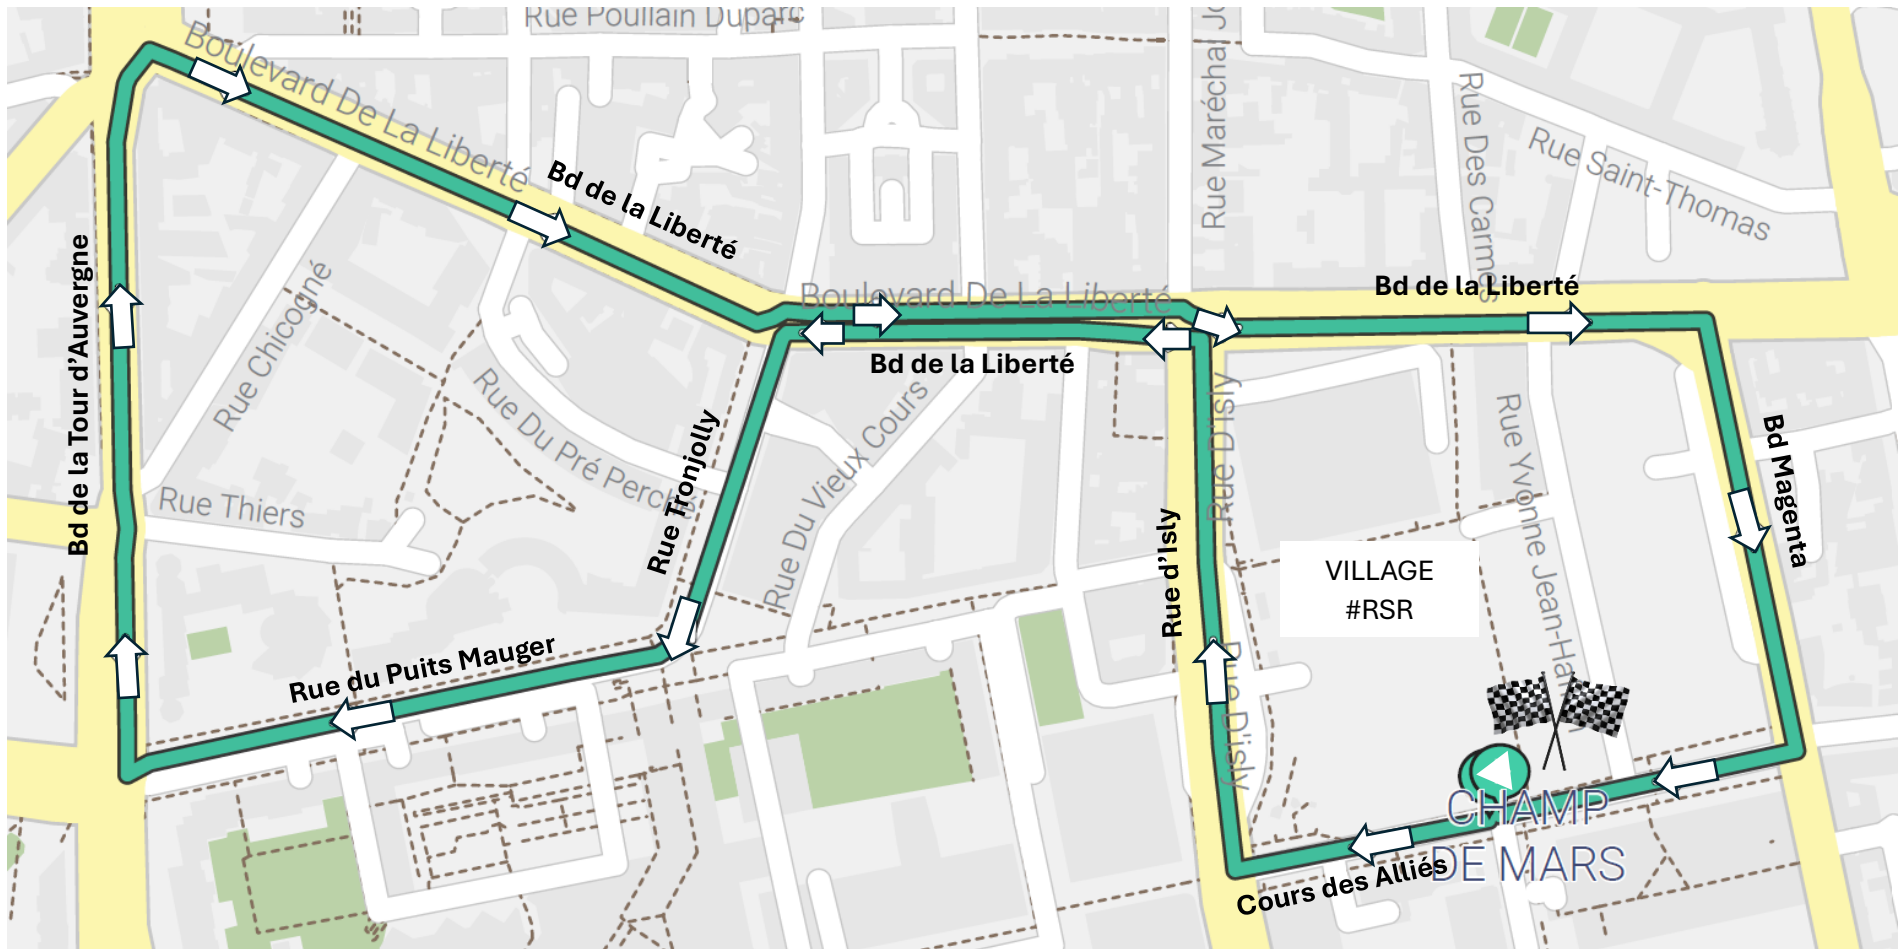 Rue Poullain Duparc
Boulevard De La Liberté
Bd de la Liberté
Rue Maréchal Jo
Rue Des Carmes
Rue Saint-Thomas
Bd de la Tour d'Auvergne
Rue Chicogné
Boulevard De La Liberté
Bd de la Liberté
Bd de la Liberté
Rue Thiers
Rue Du Pré Perché
Rue Tronjolly
Rue Du Vieux Cours
Rue D'isly
Rue d'Isly
Rue D'isly
Rue Yvonne Jean-Ha
Bd Magenta
VILLAGE
#RSR
Rue du Puits Mauger
CHAMP
DE MARS
Cours des Alliés